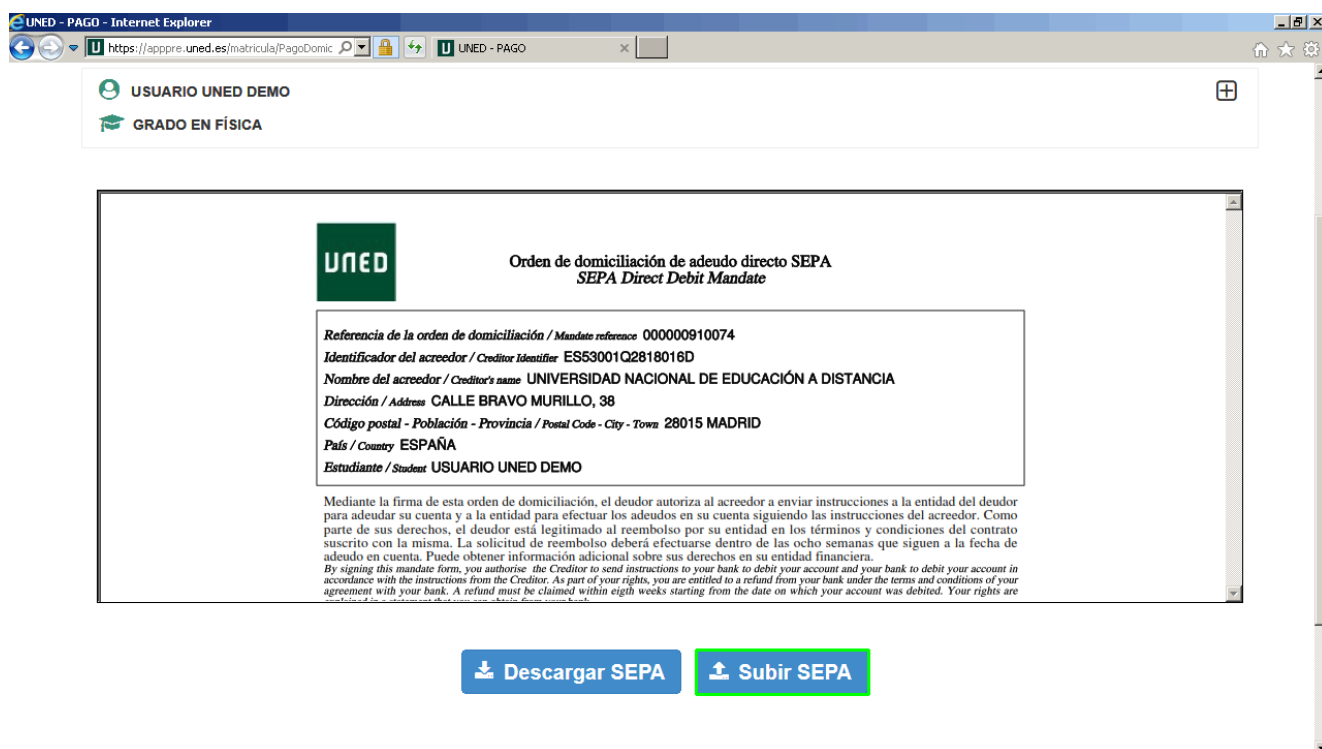 UNED - PAGO - Internet Explorer
https://apppre.uned.es/matricula/PagoDomic
UNED - PAGO
USUARIO UNED DEMO
GRADO EN FÍSICA
UNED
Orden de domiciliación de adeudo directo SEPA
SEPA Direct Debit Mandate
Referencia de la orden de domiciliación / Mandate reference 000000910074
Identificador del acreedor / Creditor Identifier ES53001Q2818016D
Nombre del acreedor / Creditor's name UNIVERSIDAD NACIONAL DE EDUCACIÓN A DISTANCIA
Dirección / Address CALLE BRAVO MURILLO, 38
Código postal - Población - Provincia / Postal Code - City - Town 28015 MADRID
País / Country ESPAÑA
Estudiante / Student USUARIO UNED DEMO
Mediante la firma de esta orden de domiciliación, el deudor autoriza al acreedor a enviar instrucciones a la entidad del deudor
para adeudar su cuenta y a la entidad para efectuar los adeudos en su cuenta siguiendo las instrucciones del acreedor. Como
parte de sus derechos, el deudor está legitimado al reembolso por su entidad en los términos y condiciones del contrato
suscrito con la misma. La solicitud de reembolso deberá efectuarse dentro de las ocho semanas que siguen a la fecha de
adeudo en cuenta. Puede obtener información adicional sobre sus derechos en su entidad financiera.
By signing this mandate form, you authorise the Creditor to send instructions to your bank to debit your account and your bank to debit your account in
accordance with the instructions from the Creditor. As part of your rights, you are entitled to a refund from your bank under the terms and conditions of your
agreement with your bank. A refund must be claimed within eigth weeks starting from the date on which your account was debited. Your rights are
Descargar SEPA
Subir SEPA